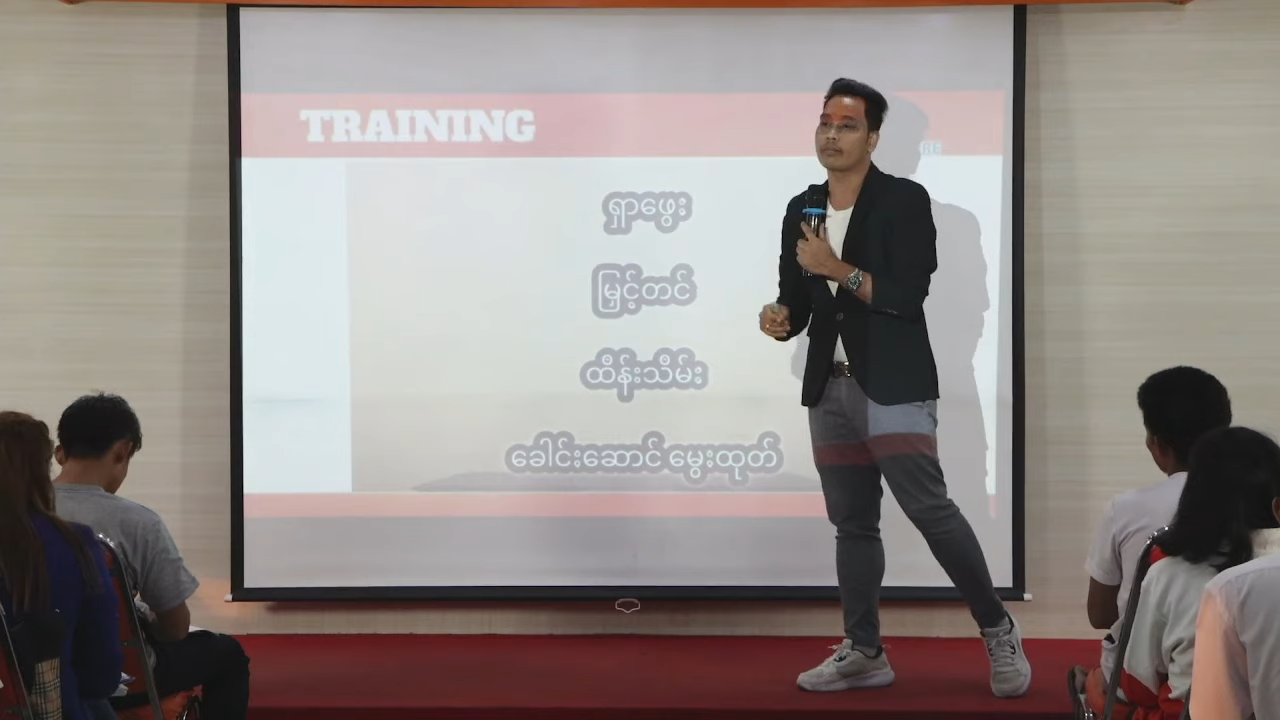 TRAINING
ရှာဖွေး
မြှင့်တင်
ထိန်းသိမ်း
ခေါင်းဆောင် မွေးထုတ်